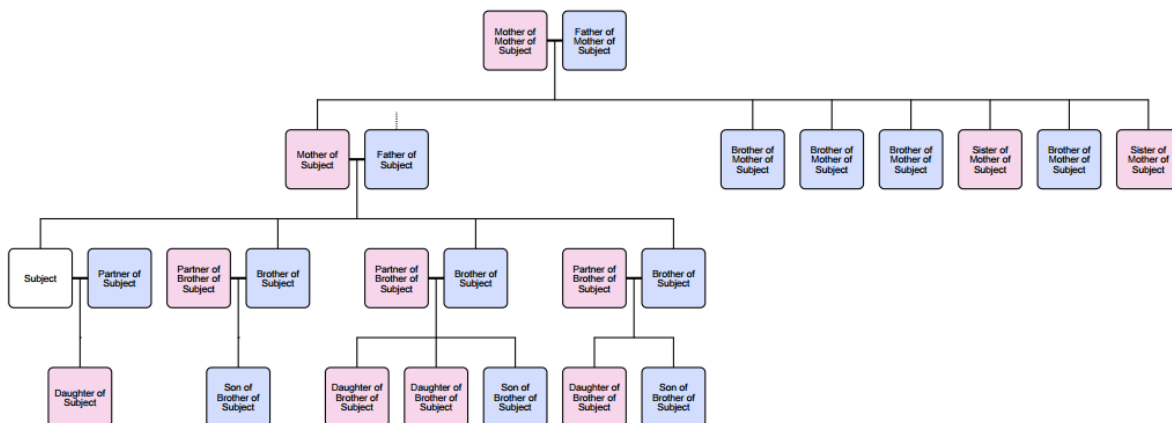 Mother of
Mother of
Subject
Father of
Mother of
Subject
Mother of
Subject
Father of
Subject
Brother of
Mother of
Subject
Brother of
Mother of
Subject
Brother of
Mother of
Subject
Sister of
Mother of
Subject
Brother of
Mother of
Subject
Sister of
Mother of
Subject
Subject
Partner of
Subject
Partner of
Brother of
Subject
Brother of
Subject
Partner of
Brother of
Subject
Brother of
Subject
Partner of
Brother of
Subject
Brother of
Subject
Daughter of
Subject
Son of
Brother of
Subject
Daughter of
Brother of
Subject
Daughter of
Brother of
Subject
Son of
Brother of
Subject
Daughter of
Brother of
Subject
Son of
Brother of
Subject